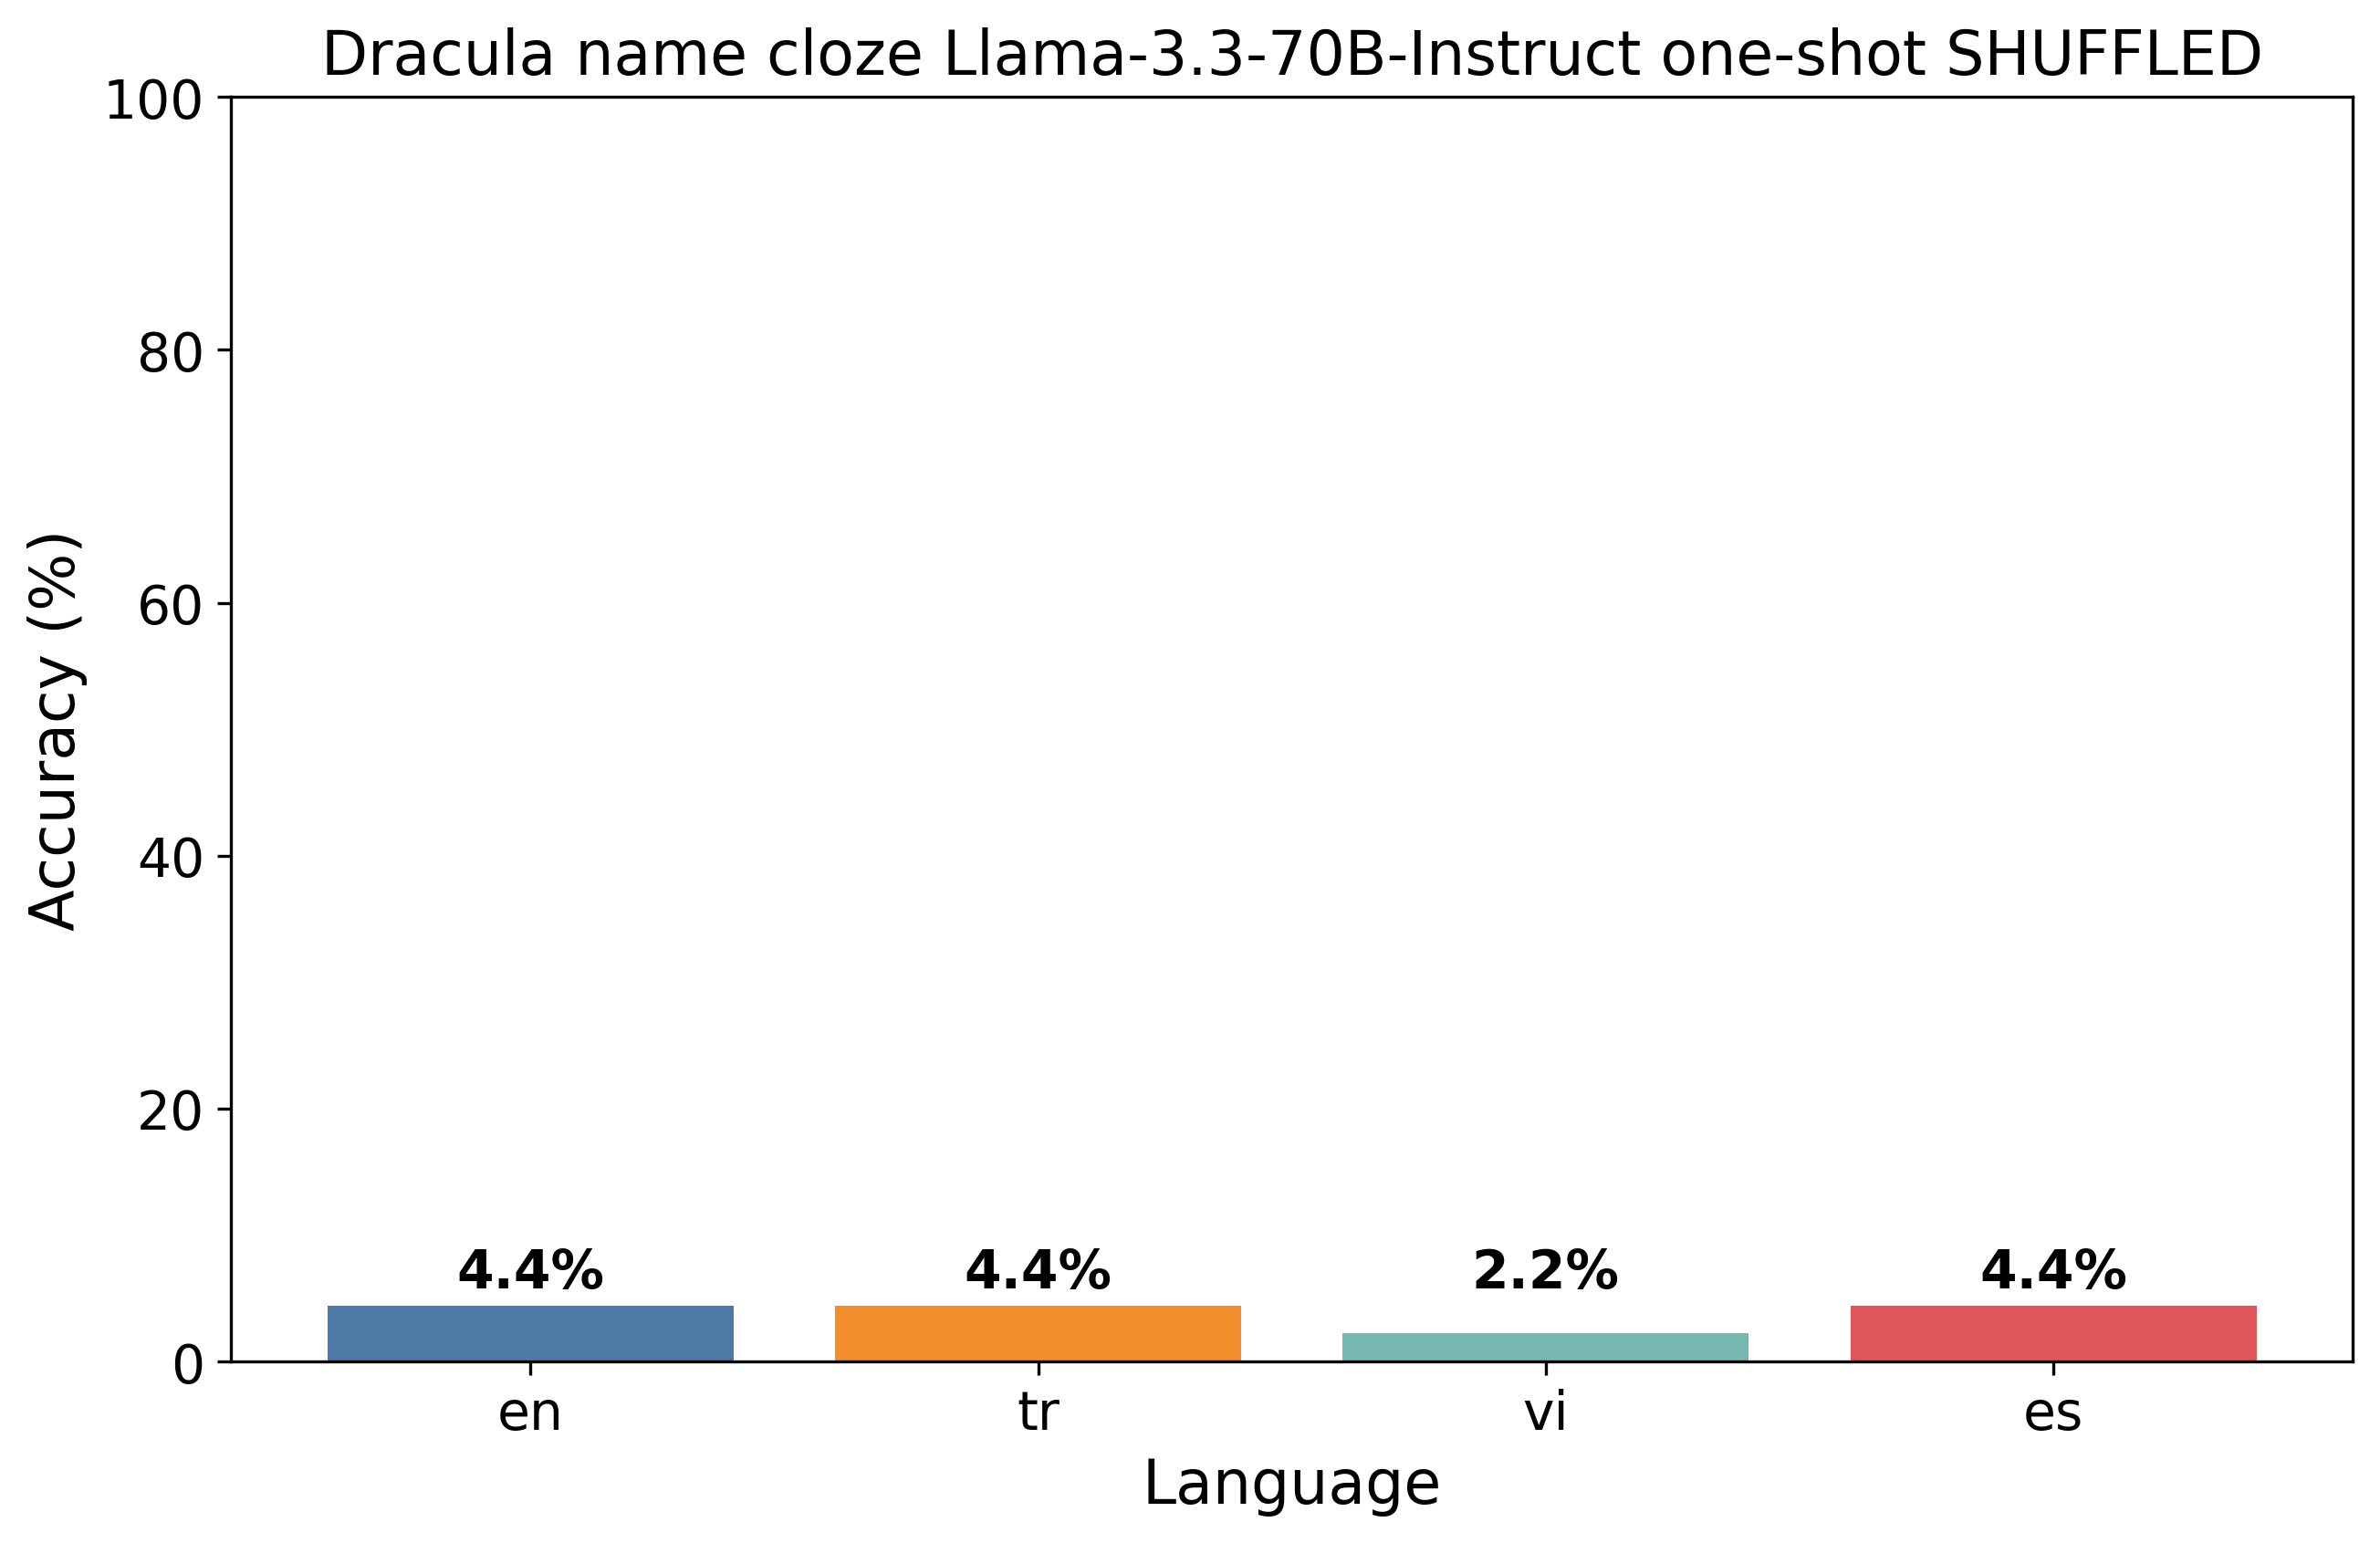 Dracula name cloze Llama-3.3-70B-Instruct one-shot SHUFFLED
100
80
60
40
20
0
Accuracy (%)
4.4%
4.4%
2.2%
4.4%
en
tr
vi
es
Language